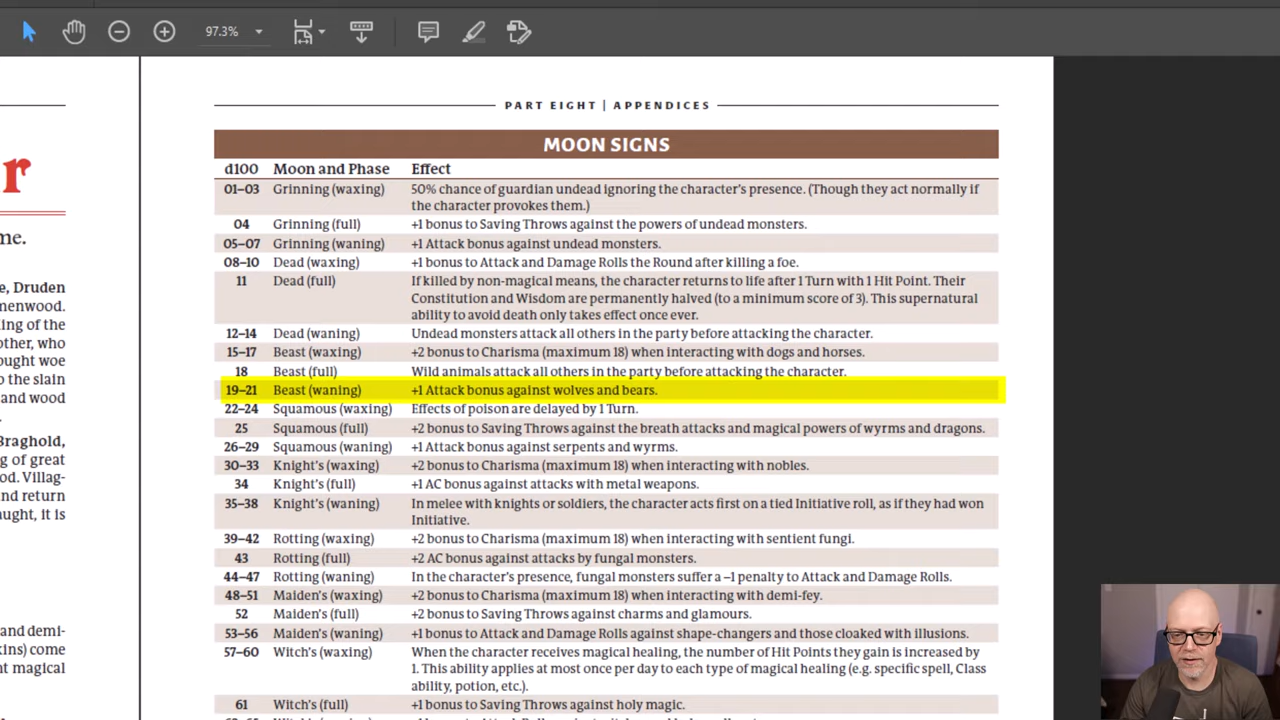 97.3%
PART EIGHT | APPENDICES
MOON SIGNS
d100 Moon and Phase Effect
01–03 Grinning (waxing) 50% chance of guardian undead ignoring the character's presence. (Though they act normally if
the character provokes them.)
04 Grinning (full) +1 bonus to Saving Throws against the powers of undead monsters.
05–07 Grinning (waning) +1 Attack bonus against undead monsters.
08–10 Dead (waxing) +1 bonus to Attack and Damage Rolls the Round after killing a foe.
11 Dead (full) If killed by non-magical means, the character returns to life after 1 Turn with 1 Hit Point. Their
Constitution and Wisdom are permanently halved (to a minimum score of 3). This supernatural
ability to avoid death only takes effect once ever.
12–14 Dead (waning) Undead monsters attack all others in the party before attacking the character.
15–17 Beast (waxing) +2 bonus to Charisma (maximum 18) when interacting with dogs and horses.
18 Beast (full) Wild animals attack all others in the party before attacking the character.
19–21 Beast (waning) +1 Attack bonus against wolves and bears.
22–24 Squamous (waxing) Effects of poison are delayed by 1 Turn.
25 Squamous (full) +2 bonus to Saving Throws against the breath attacks and magical powers of wyrms and dragons.
26–29 Squamous (waning) +1 Attack bonus against serpents and wyrms.
30–33 Knight's (waxing) +2 bonus to Charisma (maximum 18) when interacting with nobles.
34 Knight's (full) +1 AC bonus against attacks with metal weapons.
35–38 Knight's (waning) In melee with knights or soldiers, the character acts first on a tied Initiative roll, as if they had won
Initiative.
39–42 Rotting (waxing) +2 bonus to Charisma (maximum 18) when interacting with sentient fungi.
43 Rotting (full) +2 AC bonus against attacks by fungal monsters.
44–47 Rotting (waning) In the character's presence, fungal monsters suffer a –1 penalty to Attack and Damage Rolls.
48–51 Maiden's (waxing) +2 bonus to Charisma (maximum 18) when interacting with demi-fey.
52 Maiden's (full) +2 bonus to Saving Throws against charms and glamours.
53–56 Maiden's (waning) +1 bonus to Attack and Damage Rolls against shape-changers and those cloaked with illusions.
57–60 Witch's (waxing) When the character receives magical healing, the number of Hit Points they gain is increased by
1. This ability applies at most once per day to each type of magical healing (e.g. specific spell, Class
ability, potion, etc.).
61 Witch's (full) +1 bonus to Saving Throws against holy magic.
r
me.
e, Druden
menwood.
ing of the
other, who
ought woe
o the slain
and wood
Braghold,
g of great
od. Villag-
nd return
aught, it is
and demi-
kins) come
nt magical